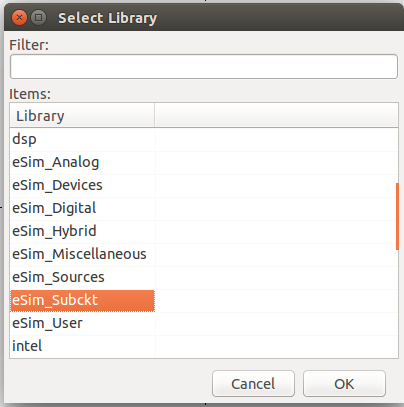 Select Library
Filter:
Items:
Library
dsp
eSim_Analog
eSim_Devices
eSim_Digital
eSim_Hybrid
eSim_Miscellaneous
eSim_Sources
eSim_Subckt
eSim_User
intel
Cancel OK